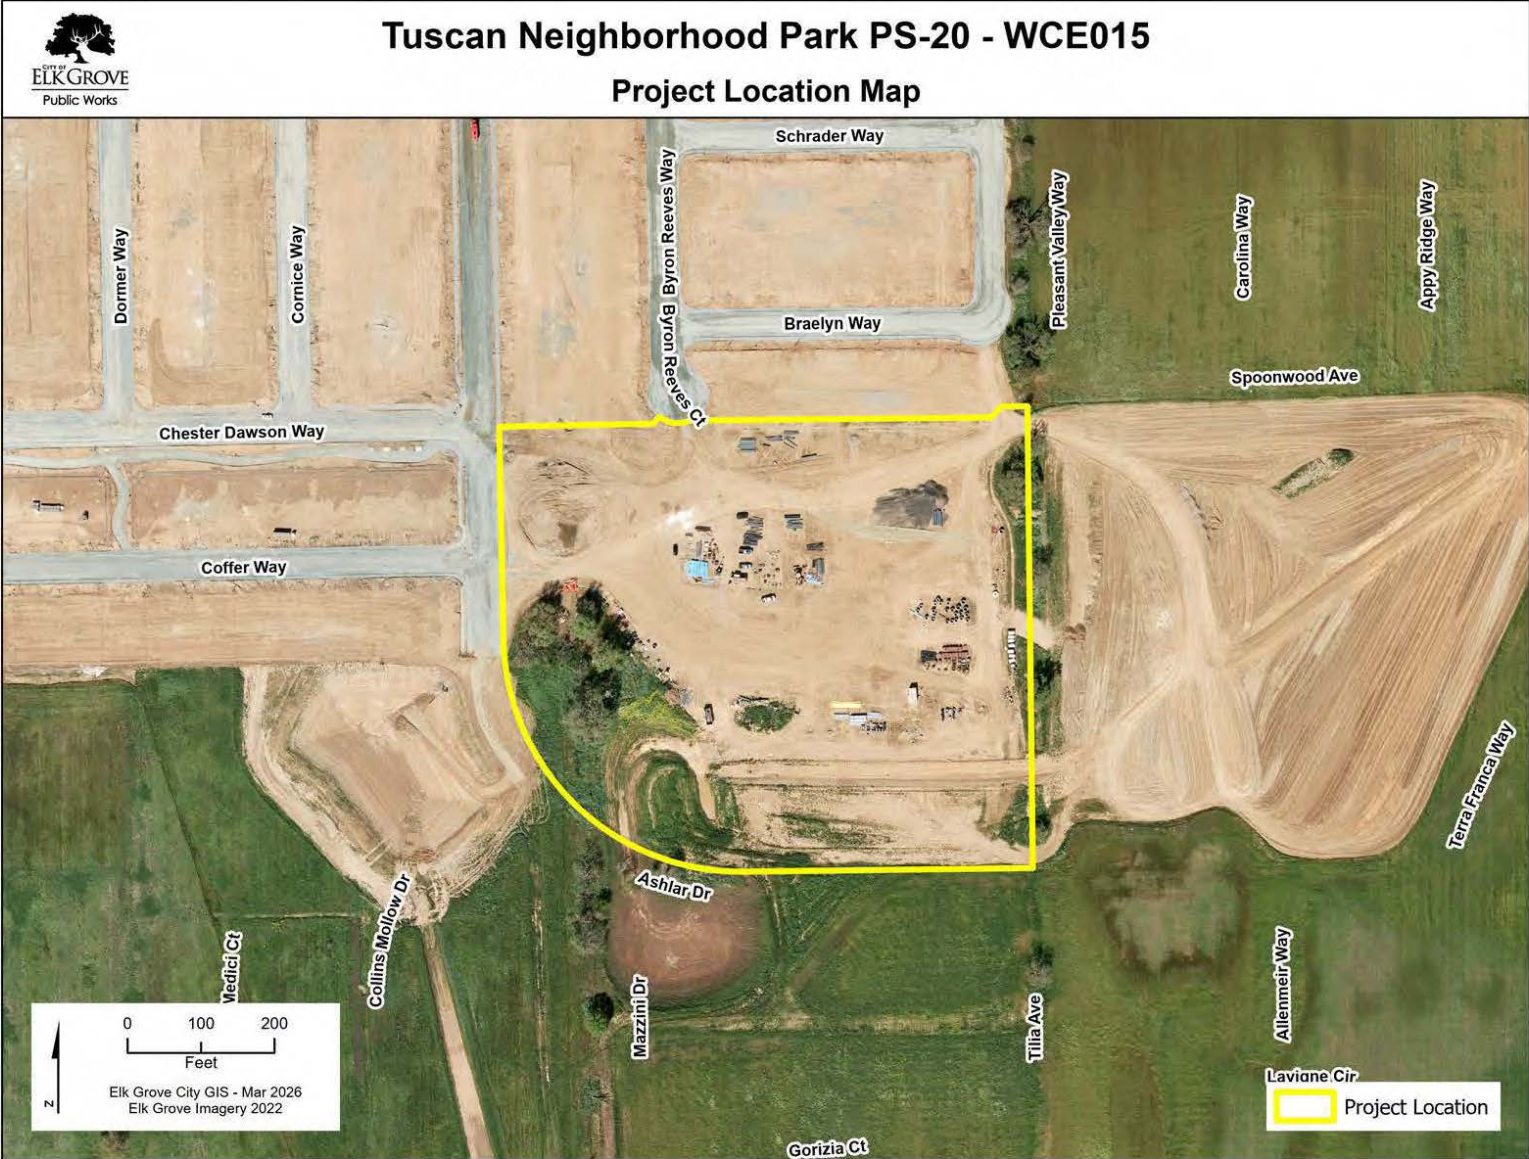 Tuscan Neighborhood Park PS-20 - WCE015
Project Location Map
CITY OF
ELK GROVE
Public Works
Schrader Way
Dormer Way
Cornice Way
Byron Reeves Way
Byron Reeves Ct
Braelyn Way
Pleasant Valley Way
Carolina Way
Appy Ridge Way
Spoonwood Ave
Chester Dawson Way
Coffer Way
Terra Franca Way
Ashlar Dr
Collins Mollow Dr
Medici Ct
Mazzini Dr
Tilia Ave
Allenmeir Way
Lavigne Cir
Gorizia Ct
0 100 200
Feet
Elk Grove City GIS - Mar 2026
Elk Grove Imagery 2022
N
Project Location